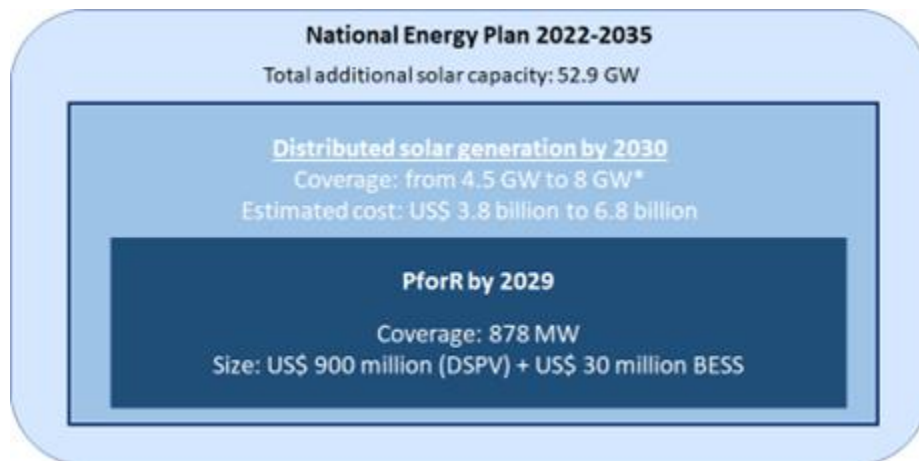 National Energy Plan 2022-2035
Total additional solar capacity: 52.9 GW
Distributed solar generation by 2030
Coverage: from 4.5 GW to 8 GW*
Estimated cost: US$ 3.8 billion to 6.8 billion
PforR by 2029
Coverage: 878 MW
Size: US$ 900 million (DSPV) + US$ 30 million BESS